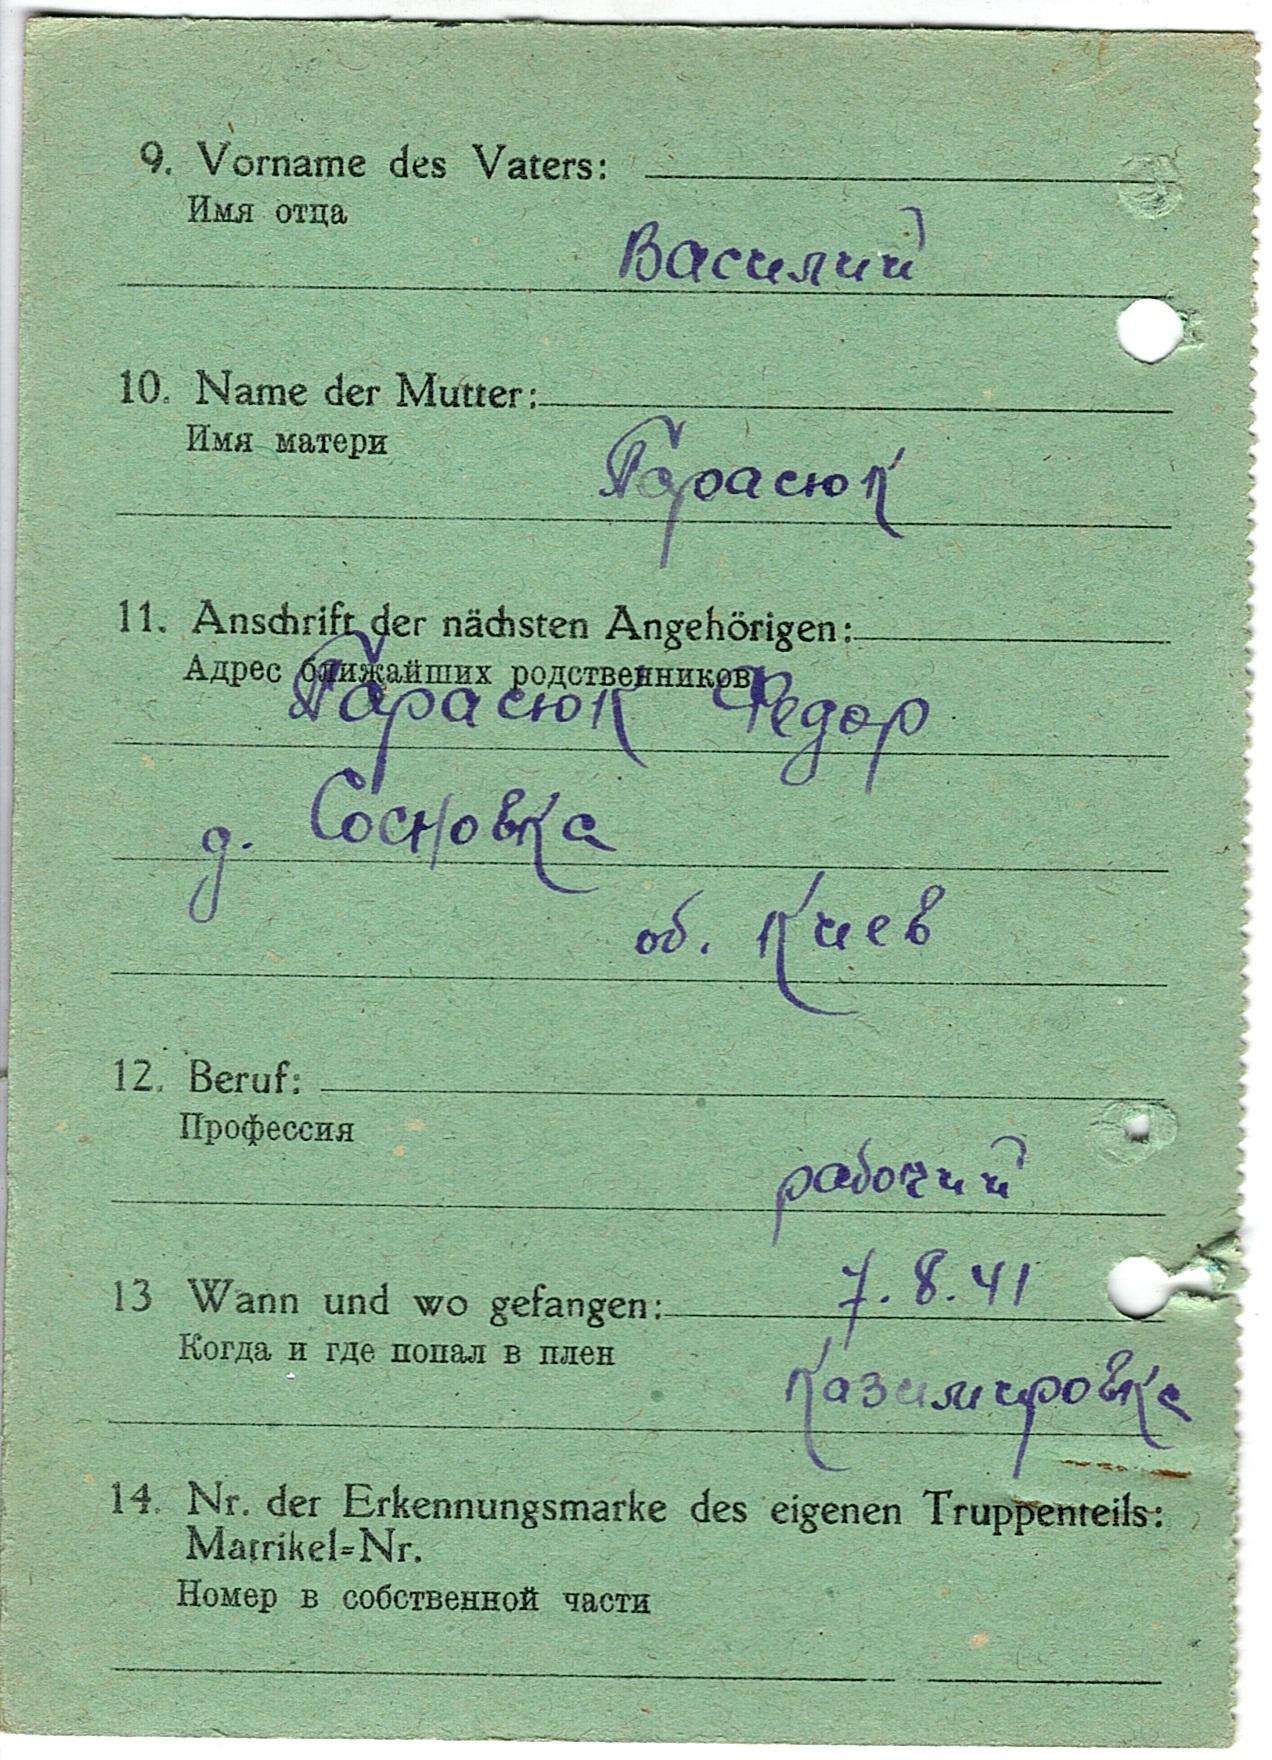 9. Vorname des Vaters:
Имя отца
Василий
10. Name der Mutter:
Имя матери
Гарасюк
11. Anschrift der nächsten Angehörigen:
Адрес ближайших родственников
Гарасюк Федор
д. Сосновка
об. Киев
12. Beruf:
Профессия
рабочий
13 Wann und wo gefangen: 7.8.41
Когда и где попал в плен
Казимировка
14. Nr. der Erkennungsmarke des eigenen Truppenteils:
Matrikel=Nr.
Номер в собственной части